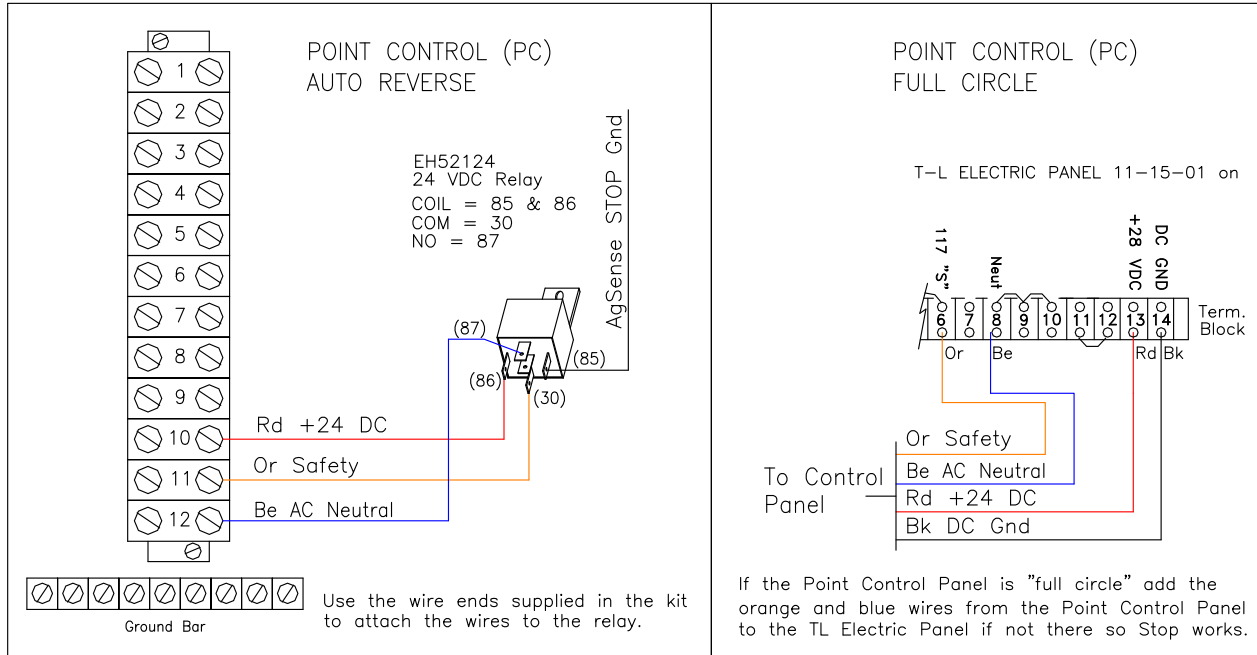 POINT CONTROL (PC)
AUTO REVERSE
1
2
3
4
5
6
7
8
9
10
11
12
EH52124
24 VDC Relay
COIL = 85 & 86
COM = 30
NO = 87
AgSense STOP Gnd
(87)
(85)
(86)
(30)
Rd +24 DC
Or Safety
Be AC Neutral
Ground Bar
Use the wire ends supplied in the kit
to attach the wires to the relay.
POINT CONTROL (PC)
FULL CIRCLE
T-L ELECTRIC PANEL 11-15-01 on
117 "S"
Neut
+28 VDC
DC GND
6
7
8
9
10
11
12
13
14
Term.
Block
Or
Be
Rd
Bk
To Control
Panel
Or Safety
Be AC Neutral
Rd +24 DC
Bk DC Gnd
If the Point Control Panel is "full circle" add the
orange and blue wires from the Point Control Panel
to the TL Electric Panel if not there so Stop works.